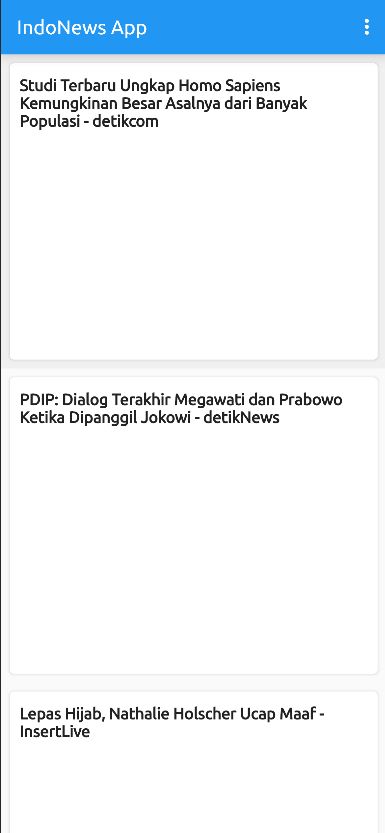 IndoNews App
Studi Terbaru Ungkap Homo Sapiens
Kemungkinan Besar Asalnya dari Banyak
Populasi - detikcom
PDIP: Dialog Terakhir Megawati dan Prabowo
Ketika Dipanggil Jokowi - detikNews
Lepas Hijab, Nathalie Holscher Ucap Maaf -
InsertLive